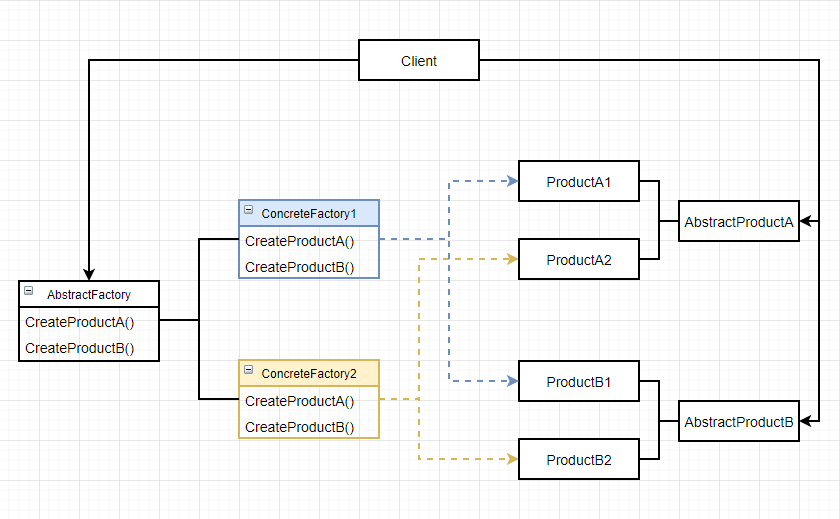 Client
ProductA1
ConcreteFactory1
AbstractProductA
CreateProductA()
ProductA2
CreateProductB()
AbstractFactory
CreateProductA()
CreateProductB()
ConcreteFactory2
ProductB1
CreateProductA()
AbstractProductB
CreateProductB()
ProductB2